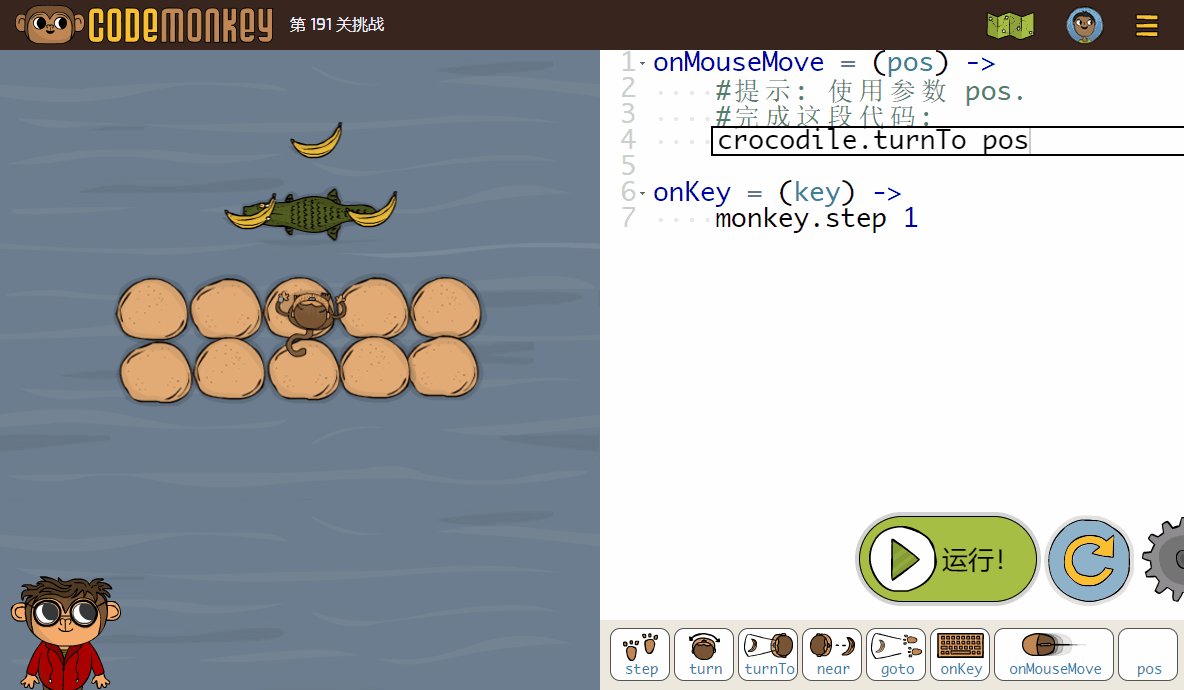 CODEMONKEY 第 191 关挑战
1 onMouseMove = (pos) ->
2 #提示: 使用参数 pos.
3 #完成这段代码:
4 crocodile.turnTo pos
5
6 onKey = (key) ->
7 monkey.step 1
运行!
step turn turnTo near goto onKey onMouseMove pos